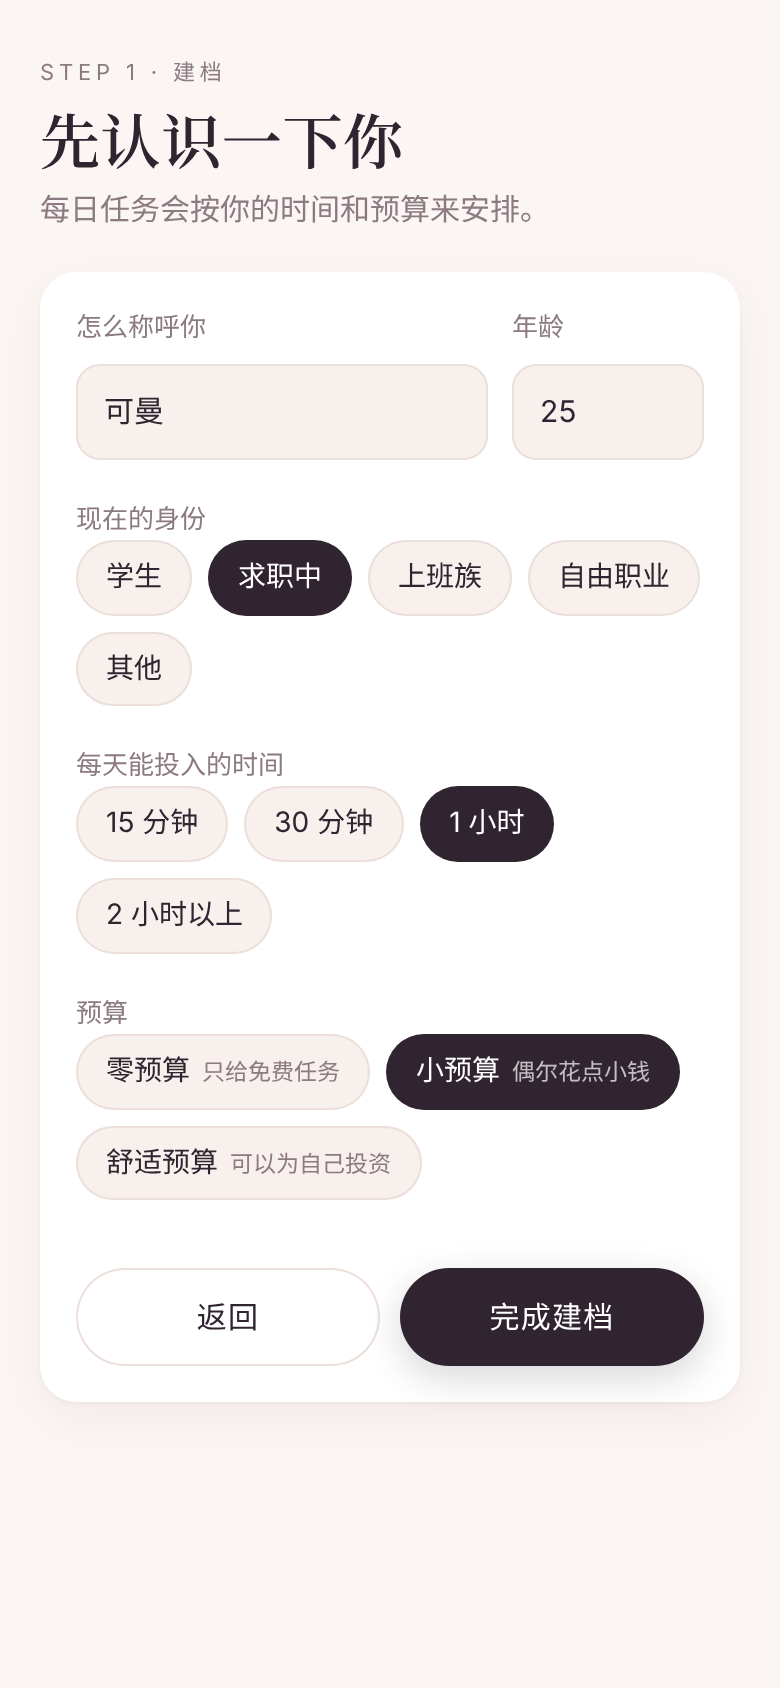 STEP 1 · 建档
先认识一下你
每日任务会按你的时间和预算来安排。
怎么称呼你 年龄
可曼 25
现在的身份
学生 求职中 上班族 自由职业
其他
每天能投入的时间
15 分钟 30 分钟 1 小时
2 小时以上
预算
零预算 只给免费任务 小预算 偶尔花点小钱
舒适预算 可以为自己投资
返回 完成建档